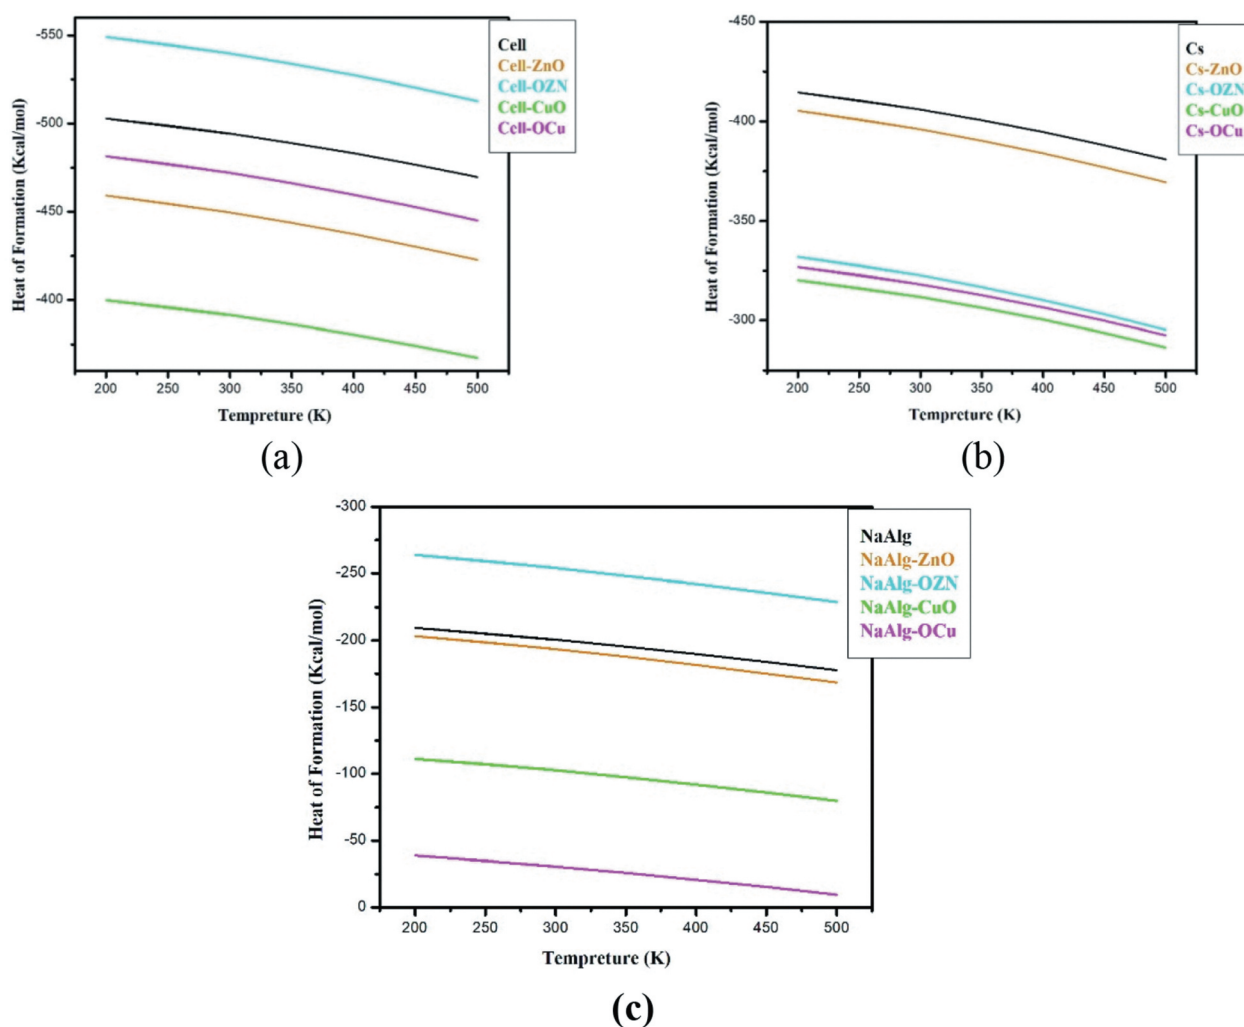 -550
-500
-450
-400
Heat of Formation (Kcal/mol)
200 250 300 350 400 450 500
Tempreture (K)
Cell
Cell-ZnO
Cell-OZN
Cell-CuO
Cell-OCu
(a)
-450
-400
-350
-300
Heat of Formation (Kcal/mol)
200 250 300 350 400 450 500
Tempreture (K)
Cs
Cs-ZnO
Cs-OZN
Cs-CuO
Cs-OCu
(b)
-300
-250
-200
-150
-100
-50
0
Heat of Formation (Kcal/mol)
200 250 300 350 400 450 500
Tempreture (K)
NaAlg
NaAlg-ZnO
NaAlg-OZN
NaAlg-CuO
NaAlg-OCu
(c)